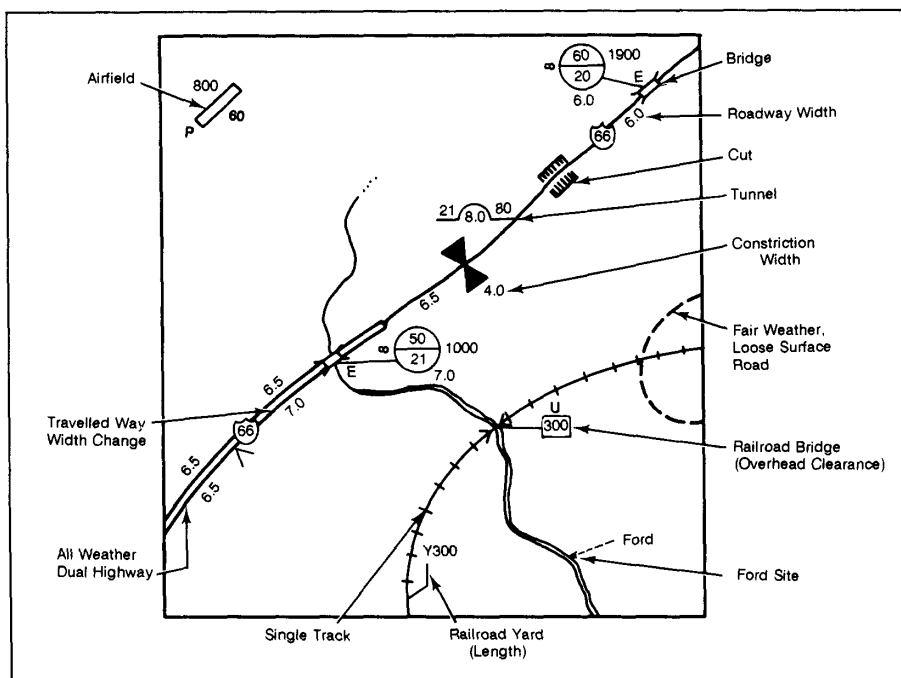 Airfield
800
60
P
8
60
20
1900
E
6.0
Bridge
6.0
Roadway Width
66
Cut
21
8.0
80
Tunnel
Constriction
Width
4.0
6.5
Fair Weather,
Loose Surface
Road
8
50
21
1000
E
7.0
6.5
7.0
Travelled Way
Width Change
66
6.5
6.5
U
300
Railroad Bridge
(Overhead Clearance)
All Weather
Dual Highway
Y300
Ford
Ford Site
Single Track
Railroad Yard
(Length)